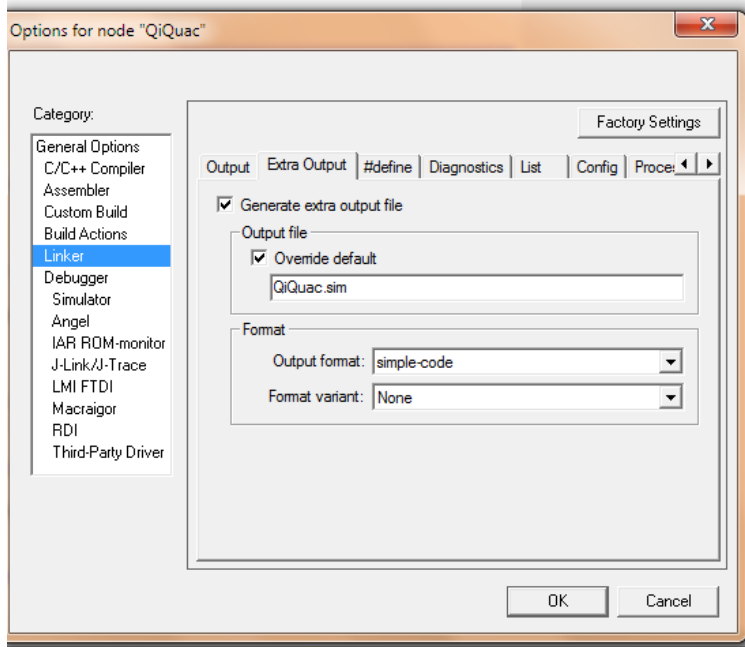 Options for node "QiQuac"
Category:
General Options
C/C++ Compiler
Assembler
Custom Build
Build Actions
Linker
Debugger
Simulator
Angel
IAR ROM-monitor
J-Link/J-Trace
LMI FTDI
Macraigor
RDI
Third-Party Driver
Factory Settings
Output Extra Output #define Diagnostics List Config Proce
Generate extra output file
Output file
Override default
QiQuac.sim
Format
Output format: simple-code
Format variant: None
OK Cancel